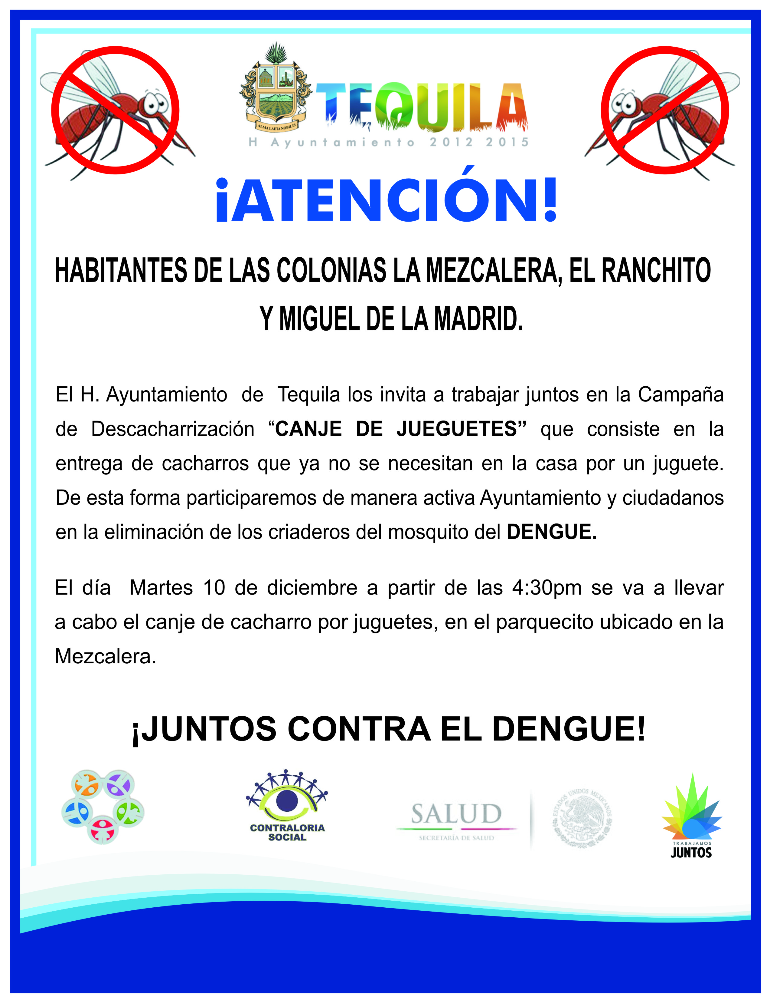 ALMA LAETA NOBILIS
TEQUILA
H Ayuntamiento 2012 2015
¡ATENCIÓN!
HABITANTES DE LAS COLONIAS LA MEZCALERA, EL RANCHITO
Y MIGUEL DE LA MADRID.
El H. Ayuntamiento de Tequila los invita a trabajar juntos en la Campaña
de Descacharrización “CANJE DE JUEGUETES” que consiste en la
entrega de cacharros que ya no se necesitan en la casa por un juguete.
De esta forma participaremos de manera activa Ayuntamiento y ciudadanos
en la eliminación de los criaderos del mosquito del DENGUE.
El día Martes 10 de diciembre a partir de las 4:30pm se va a llevar
a cabo el canje de cacharro por juguetes, en el parquecito ubicado en la
Mezcalera.
¡JUNTOS CONTRA EL DENGUE!
CONTRALORIA
SOCIAL
SALUD
SECRETARÍA DE SALUD
ESTADOS UNIDOS MEXICANOS
TRABAJAMOS
JUNTOS